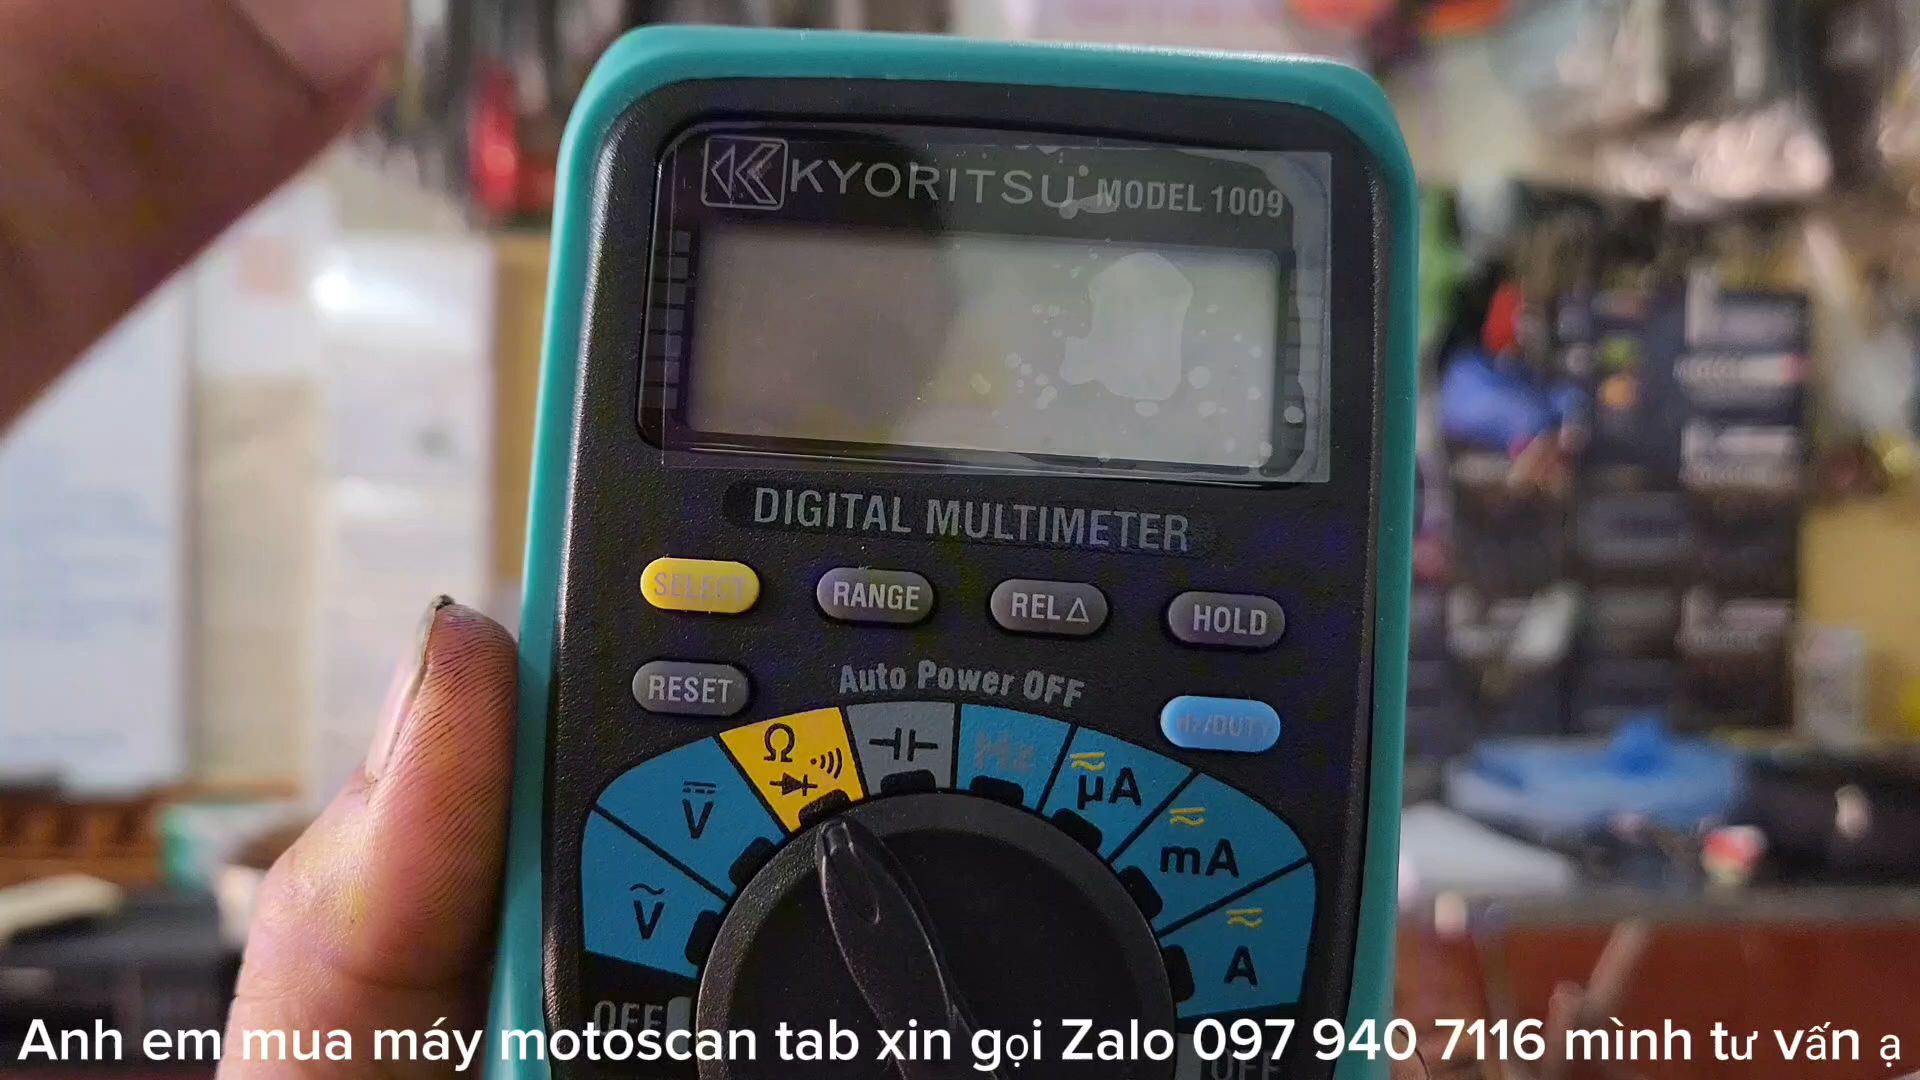 KYORITSU MODEL 1009
DIGITAL MULTIMETER
SELECT RANGE REL△ HOLD
RESET Auto Power OFF Hz/DUTY
Ω Hz μA
V mA
V A
OFF OFF
Anh em mua máy motoscan tab xin gọi Zalo 097 940 7116 mình tư vấn ạ